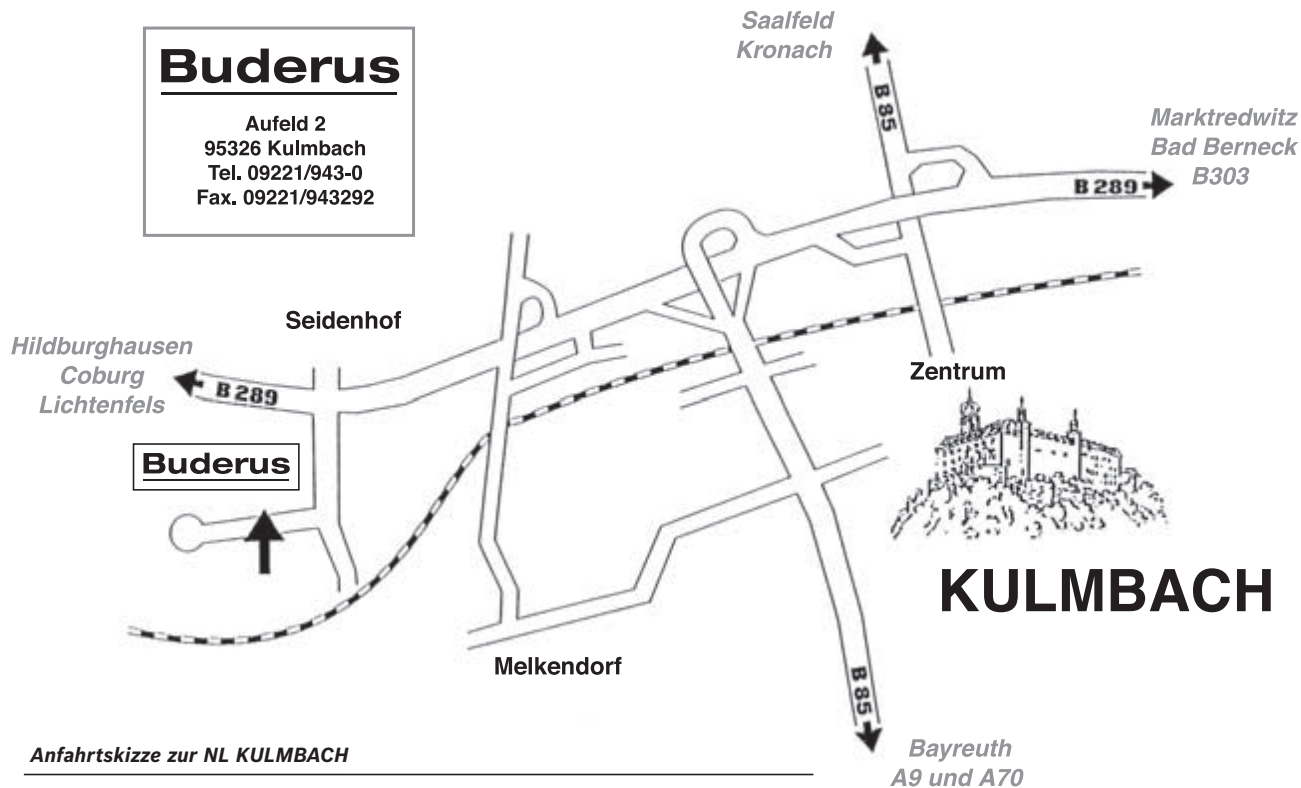 Buderus
Aufeld 2
95326 Kulmbach
Tel. 09221/943-0
Fax. 09221/943292
Saalfeld
Kronach
B 85
Marktredwitz
Bad Berneck
B303
B 289
Seidenhof
Hildburghausen
Coburg
Lichtenfels
B 289
Zentrum
Buderus
KULMBACH
Melkendorf
B 85
Bayreuth
A9 und A70
Anfahrtskizze zur NL KULMBACH